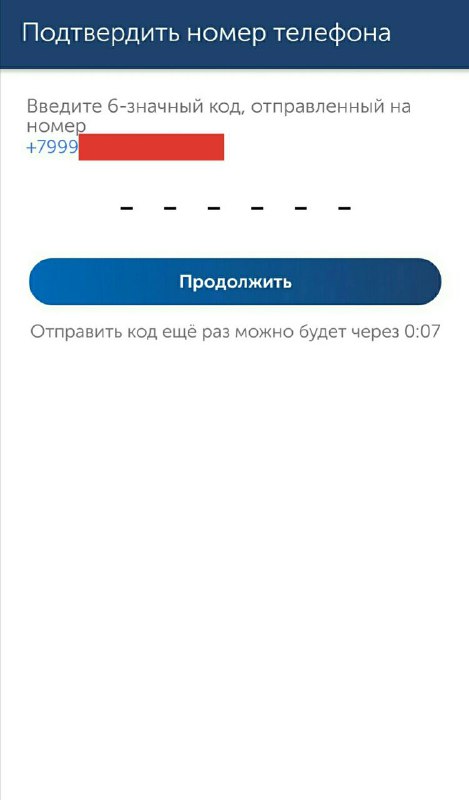 Подтвердить номер телефона
Введите 6-значный код, отправленный на
номер
+7999
Продолжить
Отправить код ещё раз можно будет через 0:07